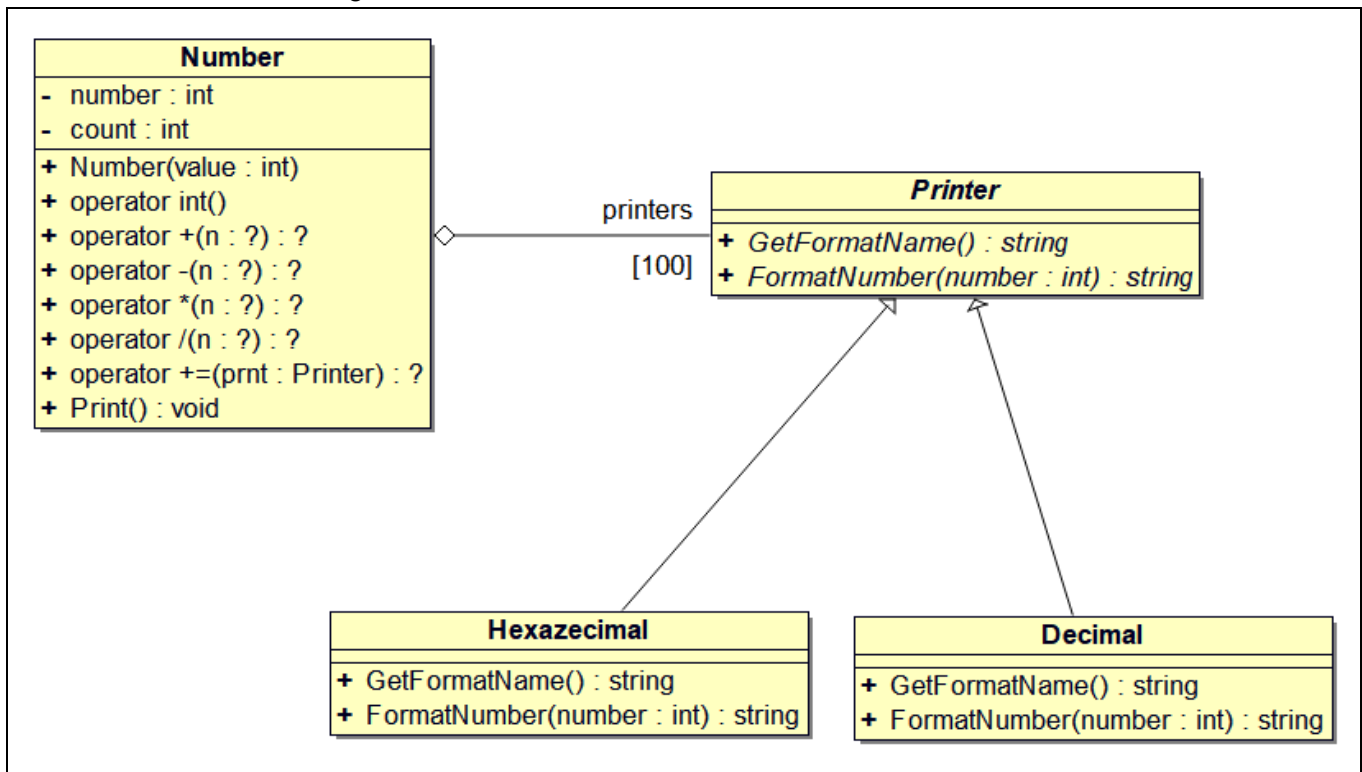 Number
- number : int
- count : int
+ Number(value : int)
+ operator int()
+ operator +(n : ?) : ?
+ operator -(n : ?) : ?
+ operator *(n : ?) : ?
+ operator /(n : ?) : ?
+ operator +=(prnt : Printer) : ?
+ Print() : void
printers
[100]
Printer
+ GetFormatName() : string
+ FormatNumber(number : int) : string
Hexazecimal
+ GetFormatName() : string
+ FormatNumber(number : int) : string
Decimal
+ GetFormatName() : string
+ FormatNumber(number : int) : string